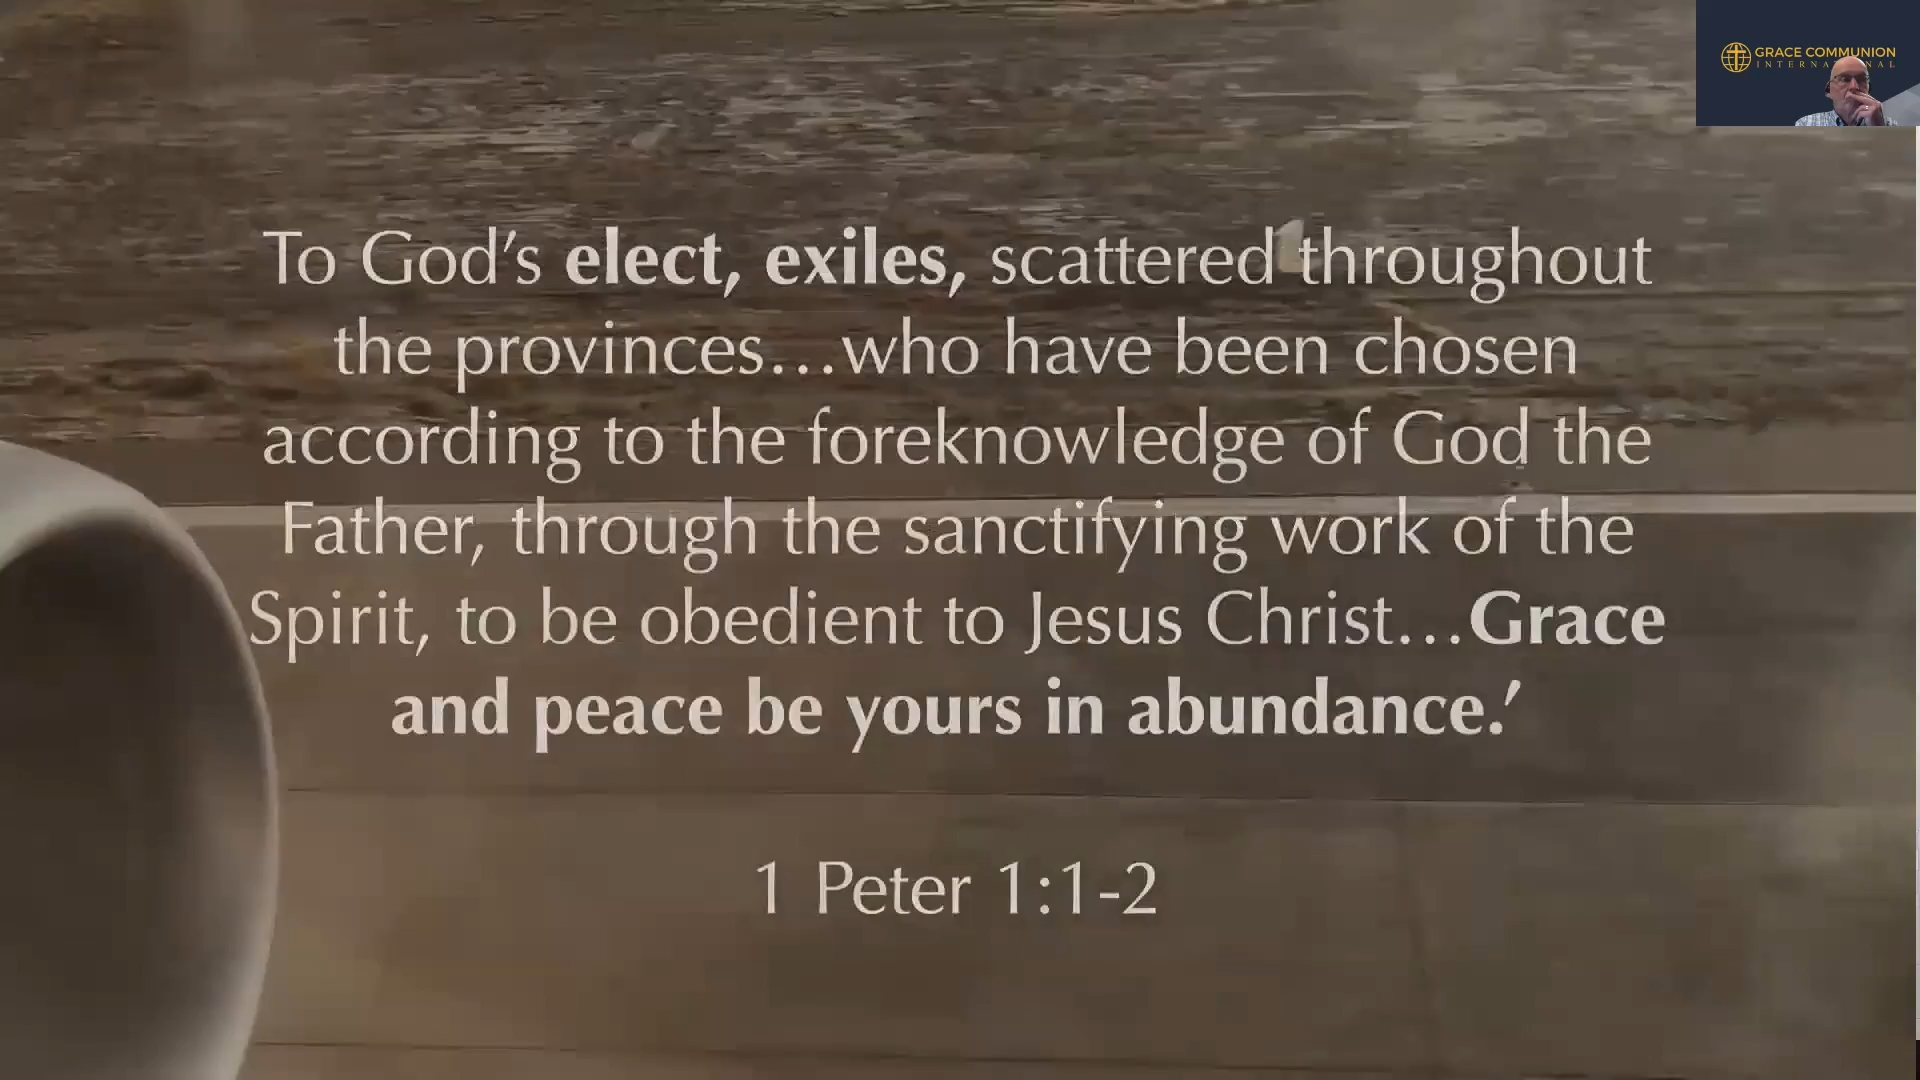 GRACE COMMUNION
To God’s elect, exiles, scattered throughout
the provinces…who have been chosen
according to the foreknowledge of God the
Father, through the sanctifying work of the
Spirit, to be obedient to Jesus Christ…Grace
and peace be yours in abundance.’
1 Peter 1:1-2